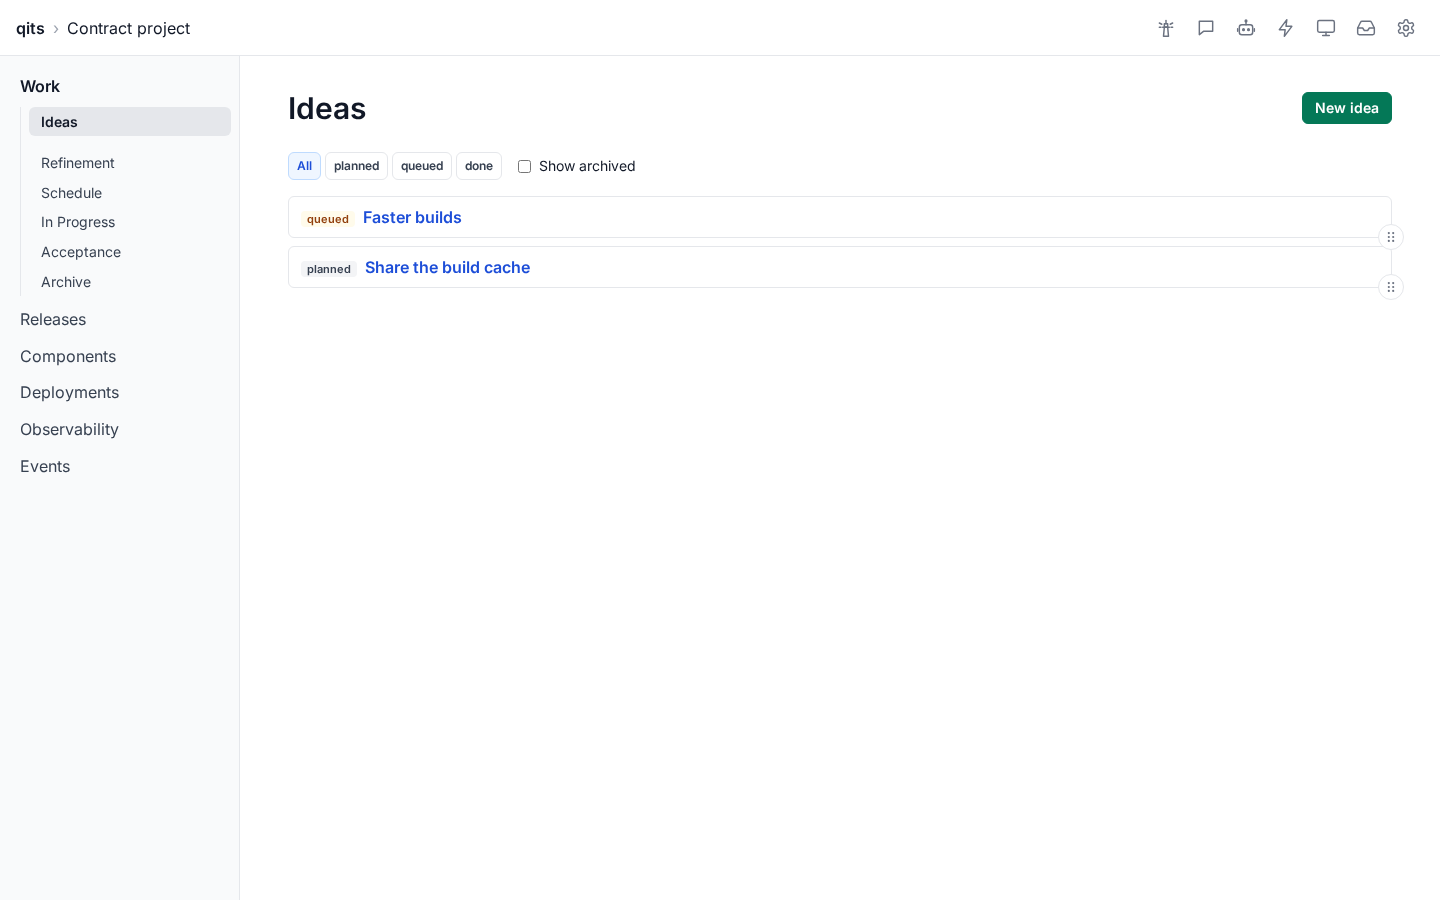 qits › Contract project
Work
Ideas
Refinement
Schedule
In Progress
Acceptance
Archive
Releases
Components
Deployments
Observability
Events
Ideas
New idea
All planned queued done Show archived
queued Faster builds
planned Share the build cache